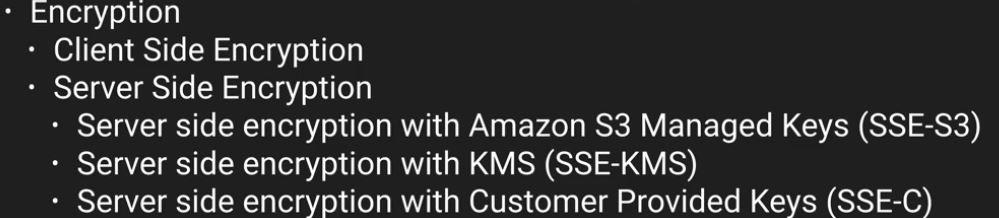 · Encryption
· Client Side Encryption
· Server Side Encryption
· Server side encryption with Amazon S3 Managed Keys (SSE-S3)
· Server side encryption with KMS (SSE-KMS)
· Server side encryption with Customer Provided Keys (SSE-C)